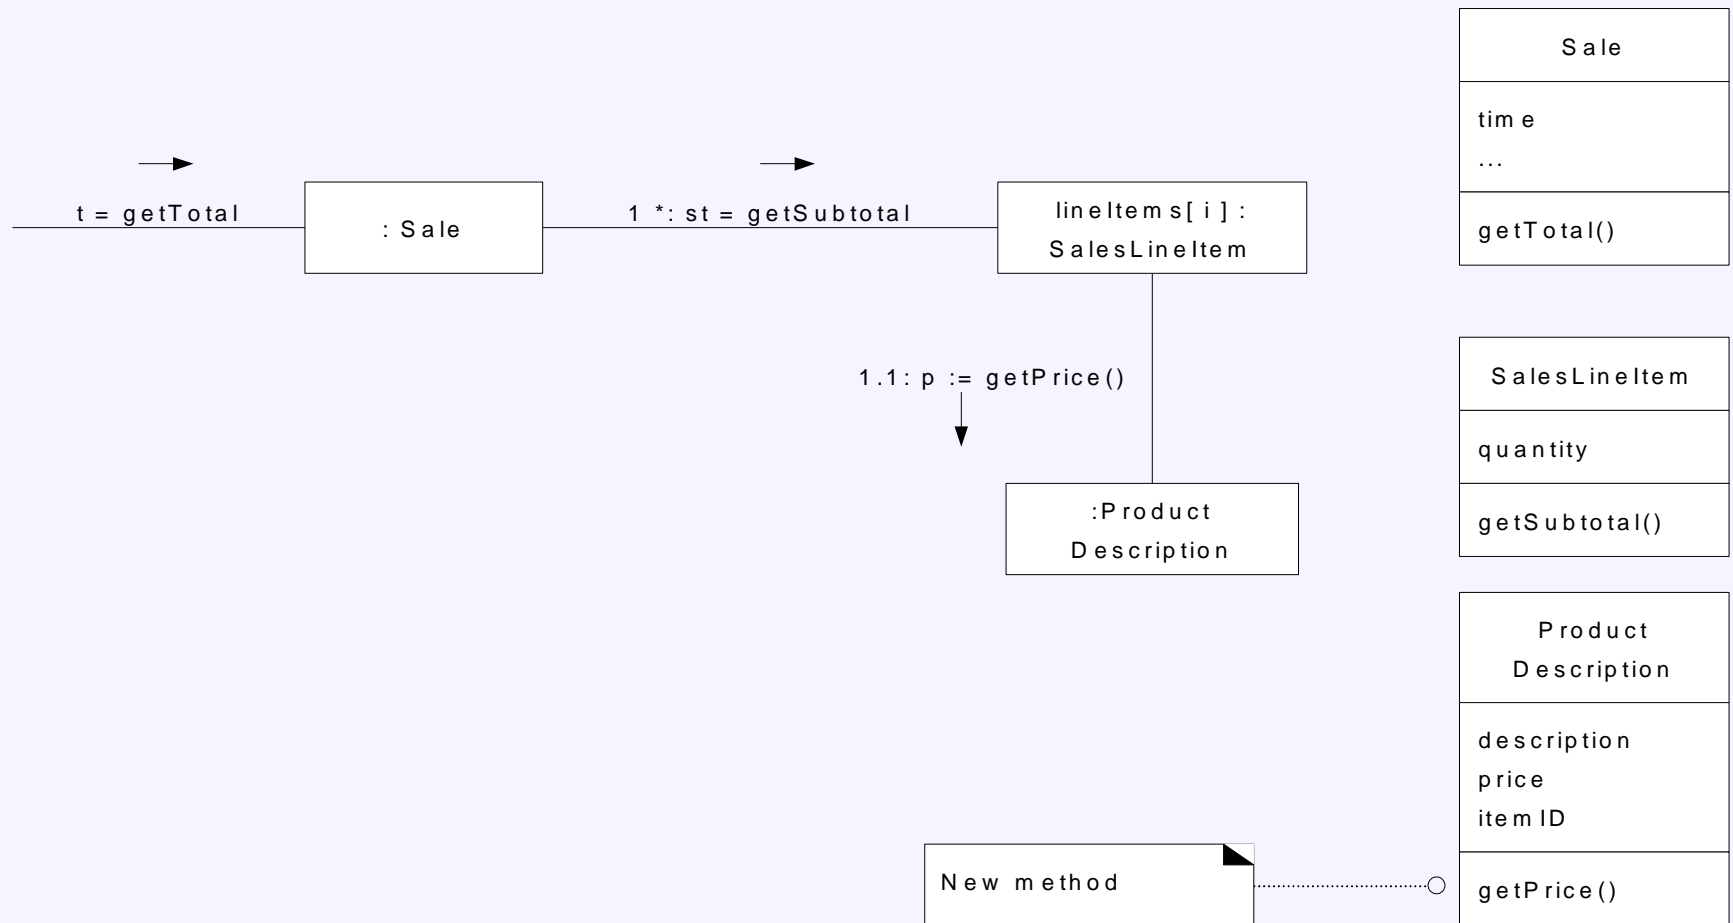 t = getTotal
: Sale
1 *: st = getSubtotal
lineItems[ i ] :
SalesLineItem
1.1: p := getPrice()
:Product
Description
Sale
time
...
getTotal()
SalesLineItem
quantity
getSubtotal()
Product
Description
description
price
itemID
getPrice()
New method